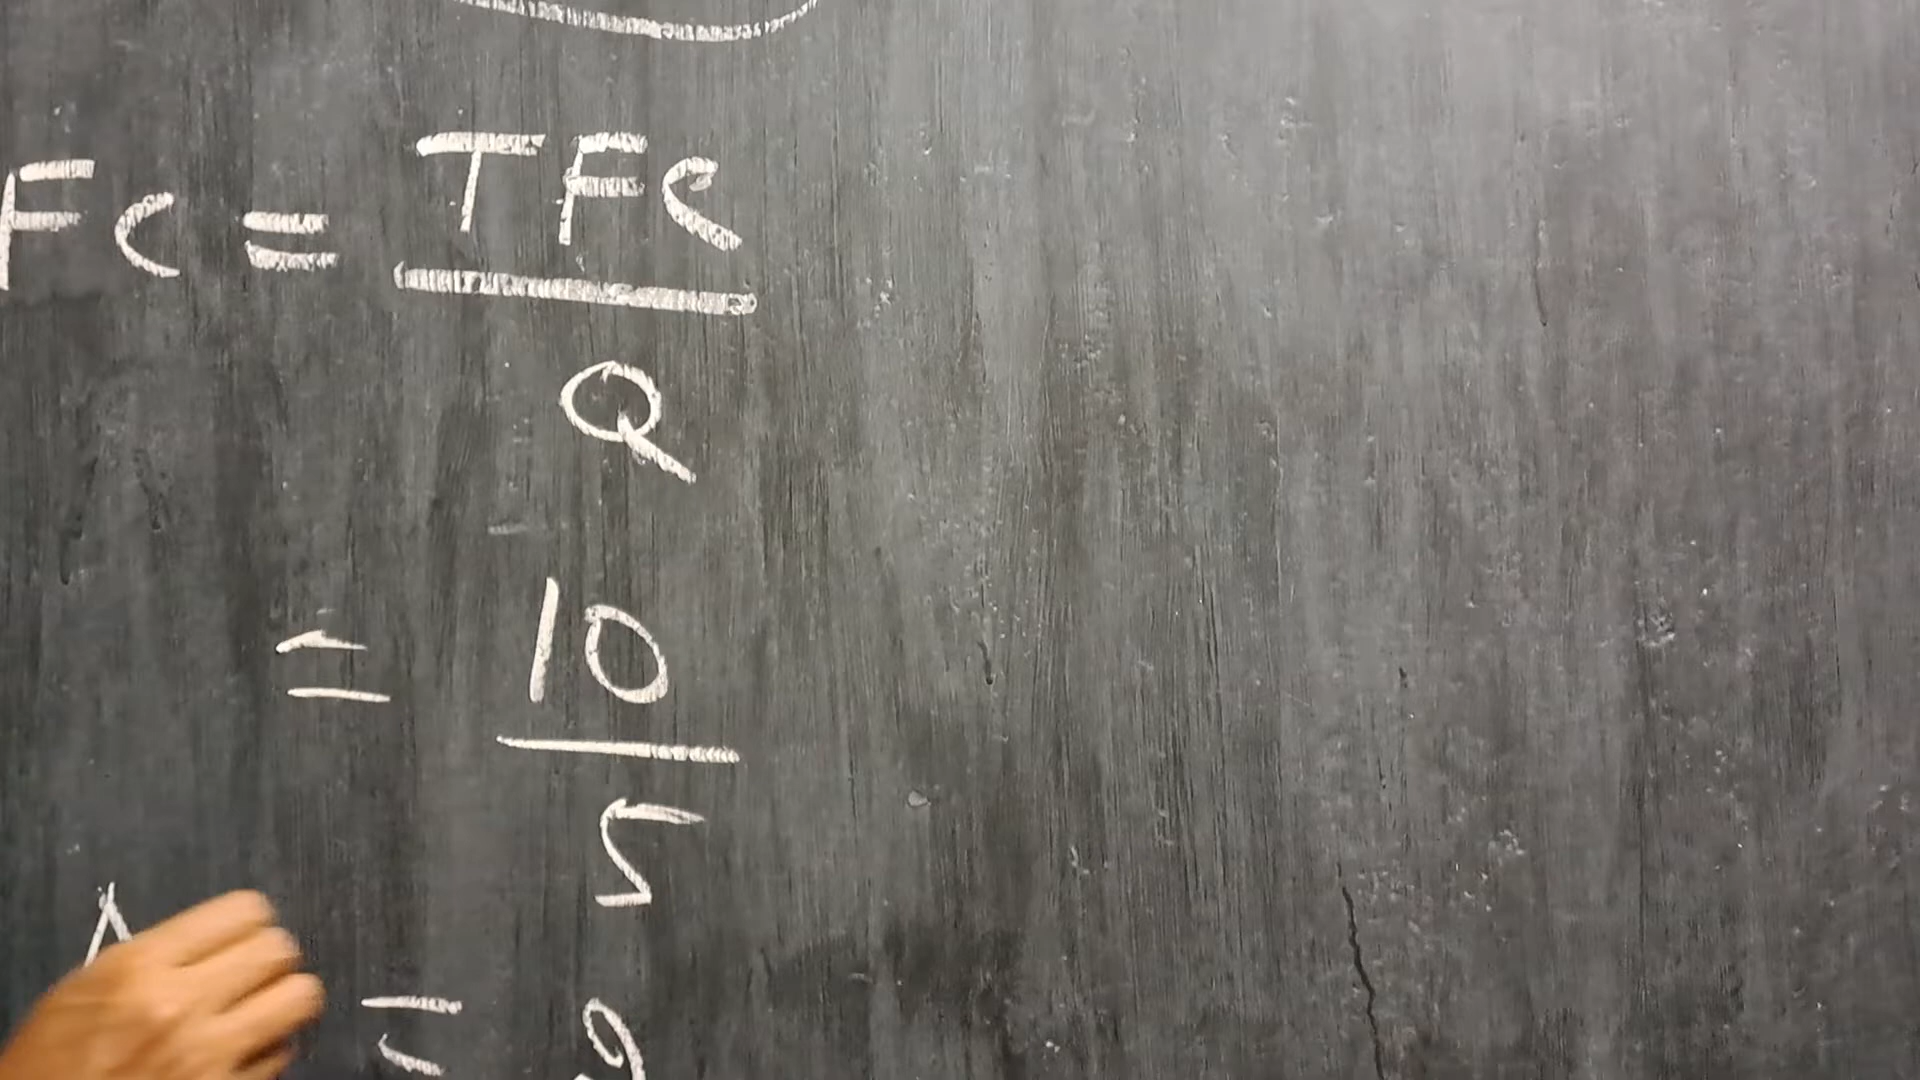 Fc = TFC
Q
= 10
5
=